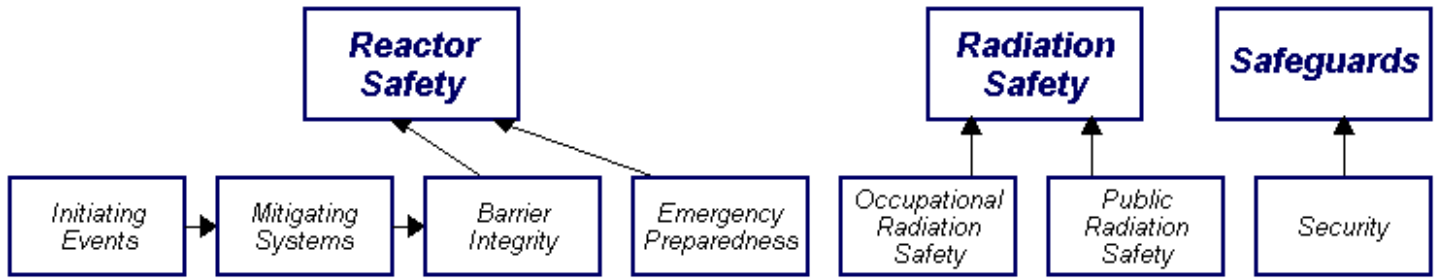 Reactor
Safety
Radiation
Safety
Safeguards
Initiating
Events
Mitigating
Systems
Barrier
Integrity
Emergency
Preparedness
Occupational
Radiation
Safety
Public
Radiation
Safety
Security